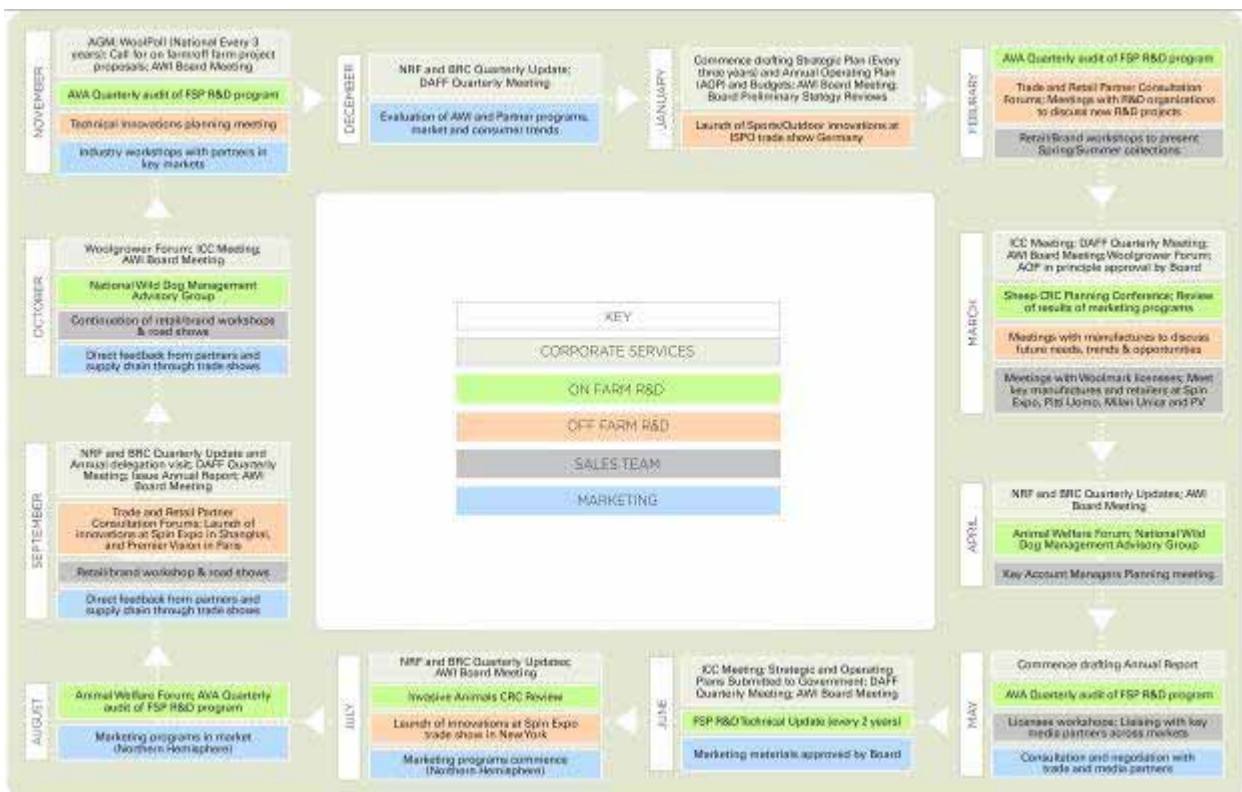 NOVEMBER
AGM; WoolPoll (National Every 3
years); Call for on farm/off farm project
proposals; AWI Board Meeting
AVA Quarterly audit of FSP R&D program
Technical innovations planning meeting
Industry workshops with partners in
key markets
DECEMBER
NRF and BRC Quarterly Update;
DAFF Quarterly Meeting
Evaluation of AWI and Partner programs,
market and consumer trends
JANUARY
Commence drafting Strategic Plan (Every
three years) and Annual Operating Plan
(AOP) and Budgets; AWI Board Meeting;
Board Preliminary Stategy Reviews
Launch of Sports/Outdoor innovations at
ISPO trade show Germany
FEBURARY
AVA Quarterly audit of FSP R&D program
Trade and Retail Partner Consultation
Forums; Meetings with R&D organizations
to discuss new R&D projects
Retail/Brand workshops to present
Spring/Summer collections
OCTOBER
Woolgrower Forum; ICC Meeting;
AWI Board Meeting
National Wild Dog Management
Advisory Group
Continuation of retail/brand workshops
& road shows
Direct feedback from partners and
supply chain through trade shows
KEY
CORPORATE SERVICES
ON FARM R&D
OFF FARM R&D
SALES TEAM
MARKETING
MARCH
ICC Meeting; DAFF Quarterly Meeting;
AWI Board Meeting; Woolgrower Forum;
AOP in principle approval by Board
Sheep CRC Planning Conference; Review
of results of marketing programs
Meetings with manufactures to discuss
future needs, trends & opportunities
Meetings with Woolmark licensees; Meet
key manufactures and retailers at Spin
Expo, Pitti Uomo, Milan Unica and PV
SEPTEMBER
NRF and BRC Quarterly Update and
Annual delegation visit; DAFF Quarterly
Meeting; Issue Annual Report; AWI
Board Meeting
Trade and Retail Partner
Consultation Forums; Launch of
innovations at Spin Expo in Shanghai,
and Premier Vision in Paris
Retail/brand workshop & road shows
Direct feedback from partners and
supply chain through trade shows
APRIL
NRF and BRC Quarterly Updates; AWI
Board Meeting
Animal Welfare Forum; National Wild
Dog Management Advisory Group
Key Account Managers Planning meeting
AUGUST
Animal Welfare Forum; AVA Quarterly
audit of FSP R&D program
Marketing programs in market
(Northern Hemisphere)
JULY
NRF and BRC Quarterly Updates;
AWI Board Meeting
Invasive Animals CRC Review
Launch of innovations at Spin Expo
trade show in New York
Marketing programs commence
(Northern Hemisphere)
JUNE
ICC Meeting; Strategic and Operating
Plans Submitted to Government; DAFF
Quarterly Meeting; AWI Board Meeting
FSP R&D Technical Update (every 2 years)
Marketing materials approved by Board
MAY
Commence drafting Annual Report
AVA Quarterly audit of FSP R&D program
Licensee workshops; Liaising with key
media partners across markets
Consultation and negotiation with
trade and media partners